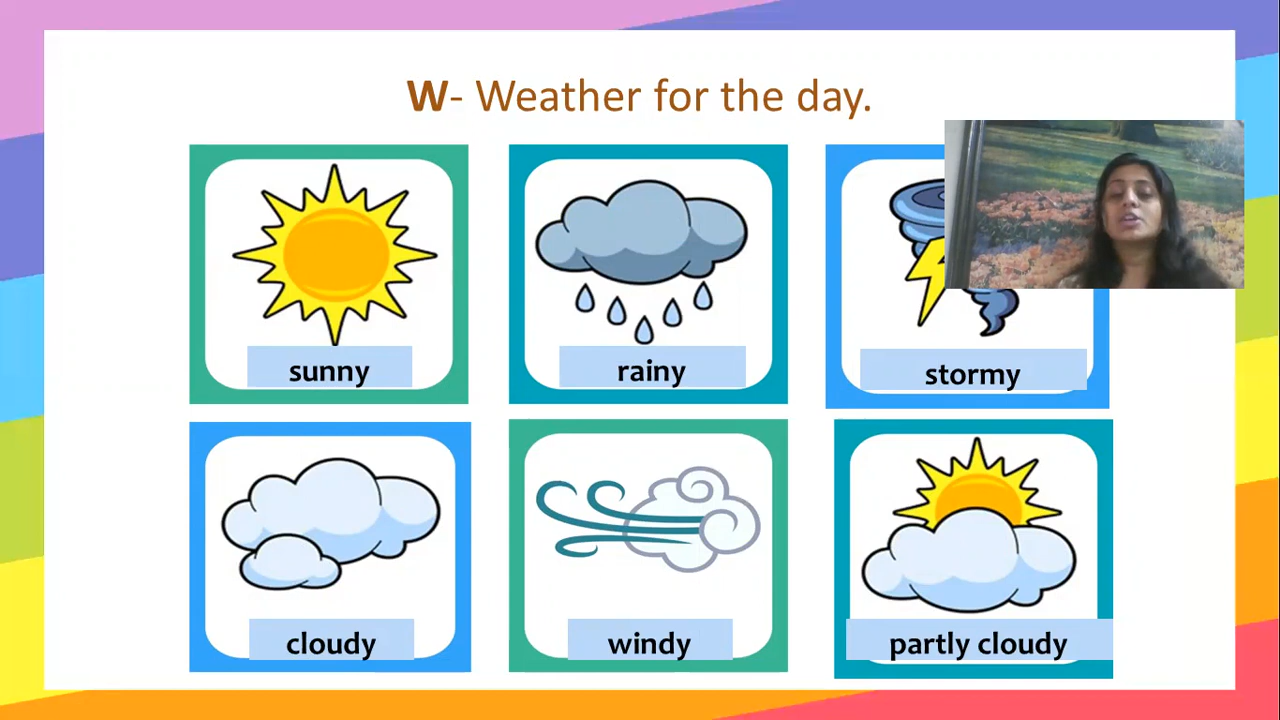 W- Weather for the day.
sunny
rainy
stormy
cloudy
windy
partly cloudy